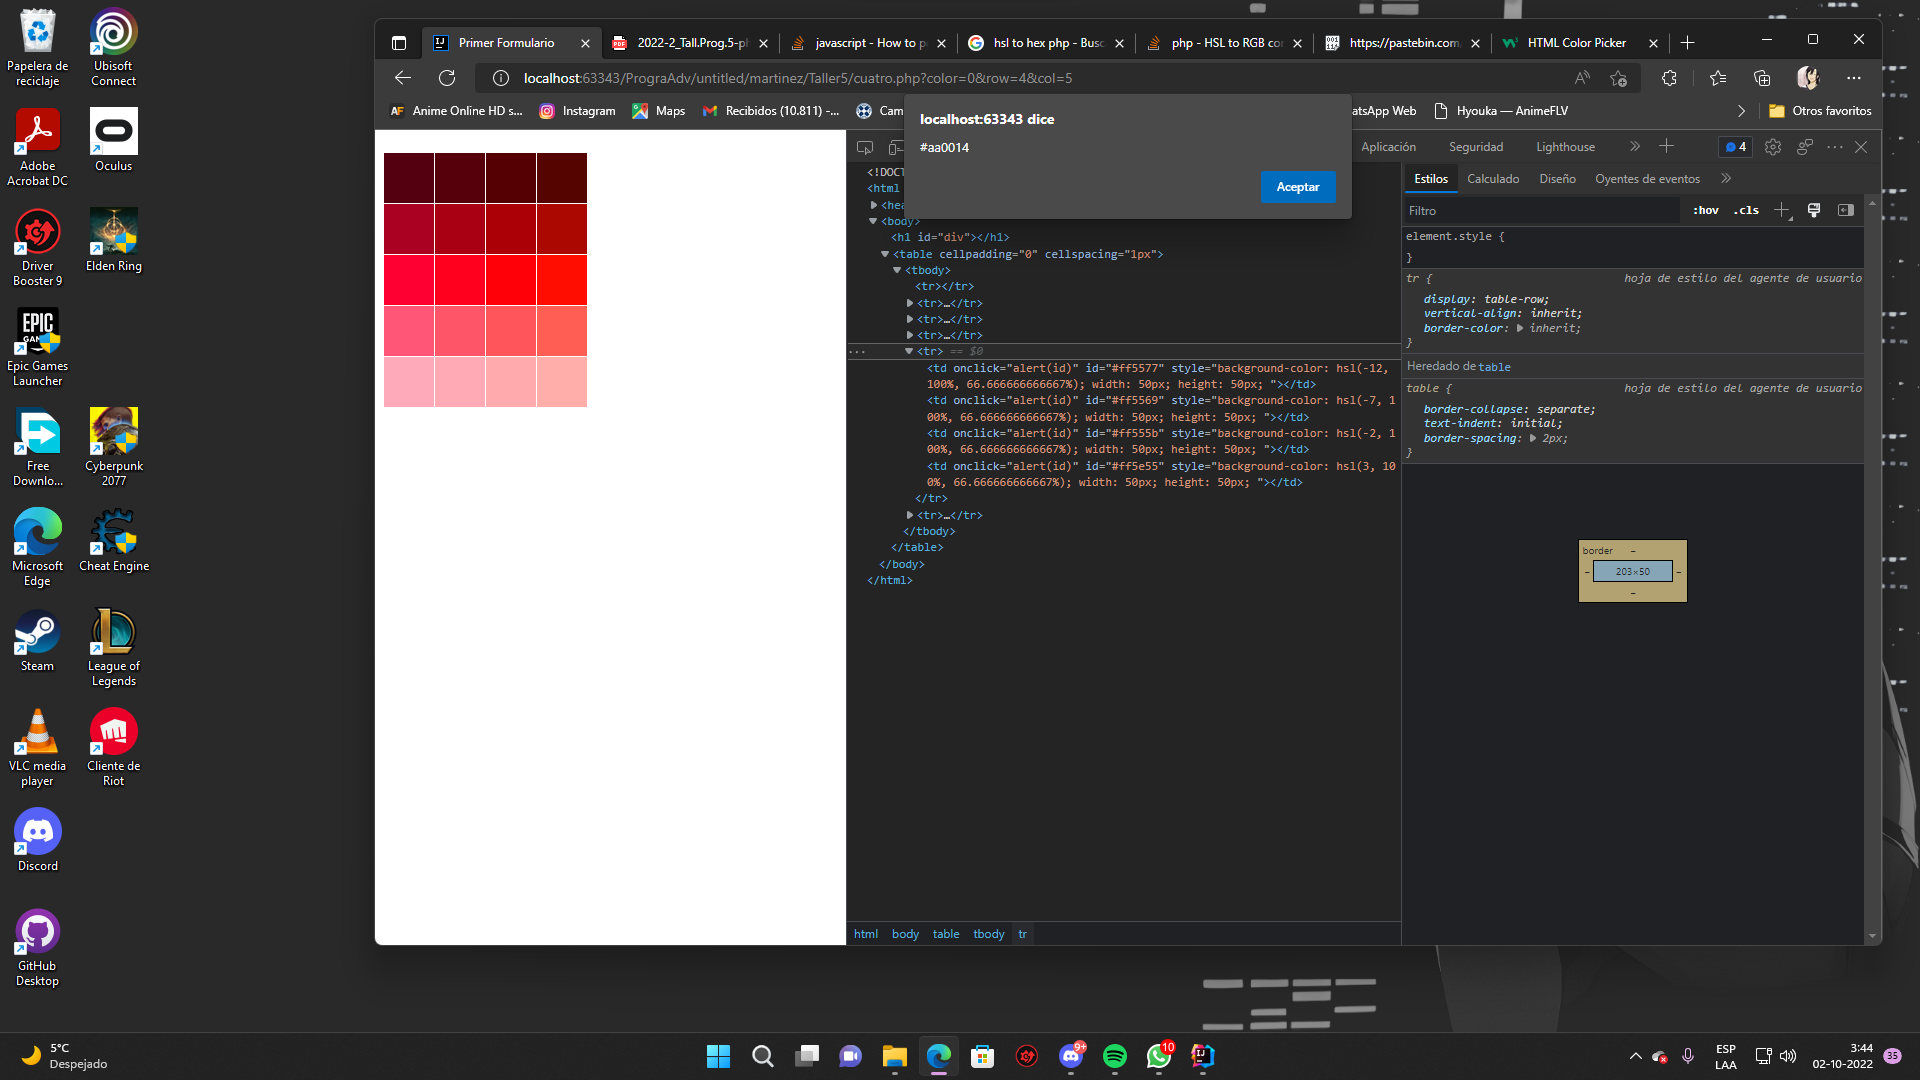 Papelera de
reciclaje
Ubisoft
Connect
Adobe
Acrobat DC
Oculus
Driver
Booster 9
Elden Ring
Epic Games
Launcher
Free
Downlo...
Cyberpunk
2077
Microsoft
Edge
Cheat Engine
Steam
League of
Legends
VLC media
player
Cliente de
Riot
Discord
GitHub
Desktop
Primer Formulario
2022-2_Tall.Prog.5-p
javascript - How to p
hsl to hex php - Bus
php - HSL to RGB co
https://pastebin.com
HTML Color Picker
localhost:63343/PrograAdv/untitled/martinez/Taller5/cuatro.php?color=0&row=4&col=5
Anime Online HD s...
Instagram
Maps
Recibidos (10.811) -...
Cam
atsApp Web
Hyouka — AnimeFLV
Otros favoritos
localhost:63343 dice
#aa0014
Aceptar
Aplicación
Seguridad
Lighthouse
4
<!DOCT
<html
<hea
<body>
<h1 id="div"></h1>
<table cellpadding="0" cellspacing="1px">
<tbody>
<tr></tr>
<tr>…</tr>
<tr>…</tr>
<tr>…</tr>
<tr> == $0
<td onclick="alert(id)" id="#ff5577" style="background-color: hsl(-12,
100%, 66.666666666667%); width: 50px; height: 50px; "></td>
<td onclick="alert(id)" id="#ff5569" style="background-color: hsl(-7, 1
00%, 66.666666666667%); width: 50px; height: 50px; "></td>
<td onclick="alert(id)" id="#ff555b" style="background-color: hsl(-2, 1
00%, 66.666666666667%); width: 50px; height: 50px; "></td>
<td onclick="alert(id)" id="#ff5e55" style="background-color: hsl(3, 10
0%, 66.666666666667%); width: 50px; height: 50px; "></td>
</tr>
<tr>…</tr>
</tbody>
</table>
</body>
</html>
html body table tbody tr
Estilos
Calculado
Diseño
Oyentes de eventos
Filtro
:hov
.cls
element.style {
}
tr {
hoja de estilo del agente de usuario
display: table-row;
vertical-align: inherit;
border-color: inherit;
}
Heredado de table
table {
hoja de estilo del agente de usuario
border-collapse: separate;
text-indent: initial;
border-spacing: 2px;
}
border
203×50
5°C
Despejado
9+
10
ESP
LAA
3:44
02-10-2022
35